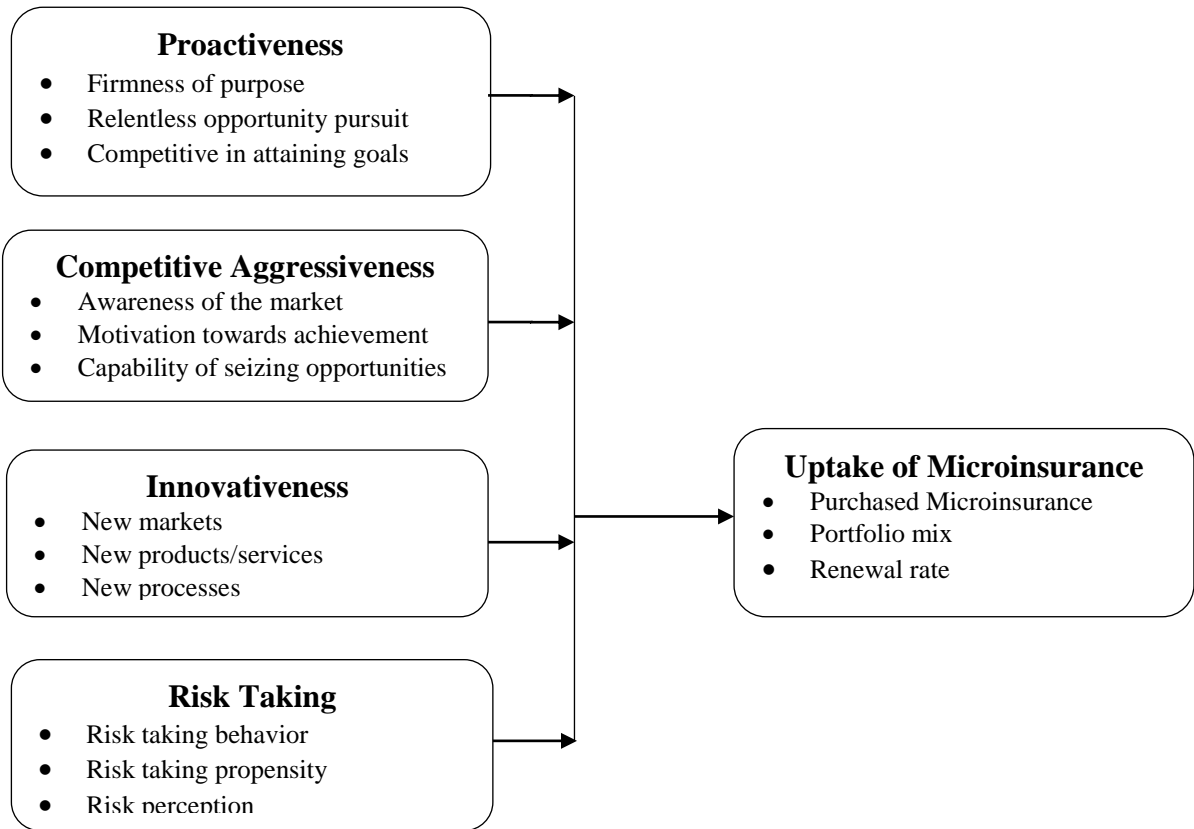 Proactiveness
• Firmness of purpose
• Relentless opportunity pursuit
• Competitive in attaining goals
Competitive Aggressiveness
• Awareness of the market
• Motivation towards achievement
• Capability of seizing opportunities
Innovativeness
• New markets
• New products/services
• New processes
Risk Taking
• Risk taking behavior
• Risk taking propensity
• Risk perception
Uptake of Microinsurance
• Purchased Microinsurance
• Portfolio mix
• Renewal rate